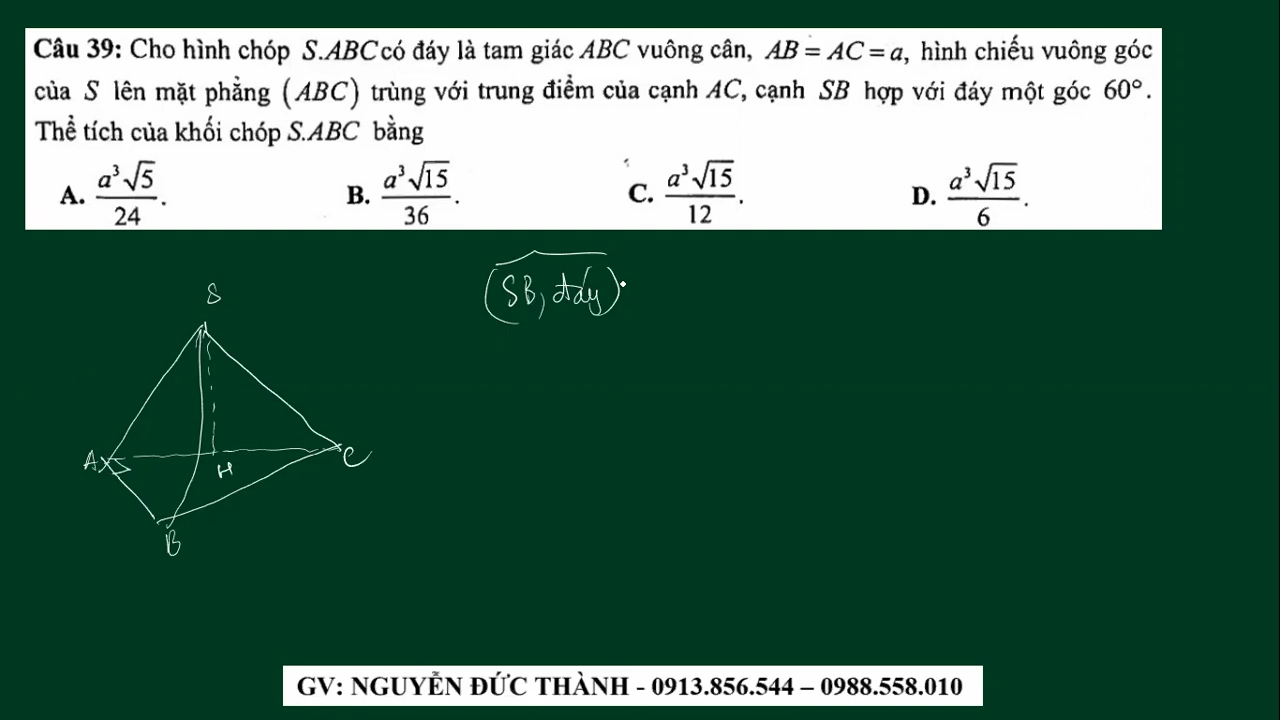 Câu 39: Cho hình chóp S.ABC có đáy là tam giác ABC vuông cân, AB = AC = a, hình chiếu vuông góc
của S lên mặt phẳng (ABC) trùng với trung điểm của cạnh AC, cạnh SB hợp với đáy một góc 60°.
Thể tích của khối chóp S.ABC bằng
A. a³√5/24. B. a³√15/36. C. a³√15/12. D. a³√15/6.
(SB, đáy)
S
A H C
B
GV: NGUYỄN ĐỨC THÀNH - 0913.856.544 – 0988.558.010